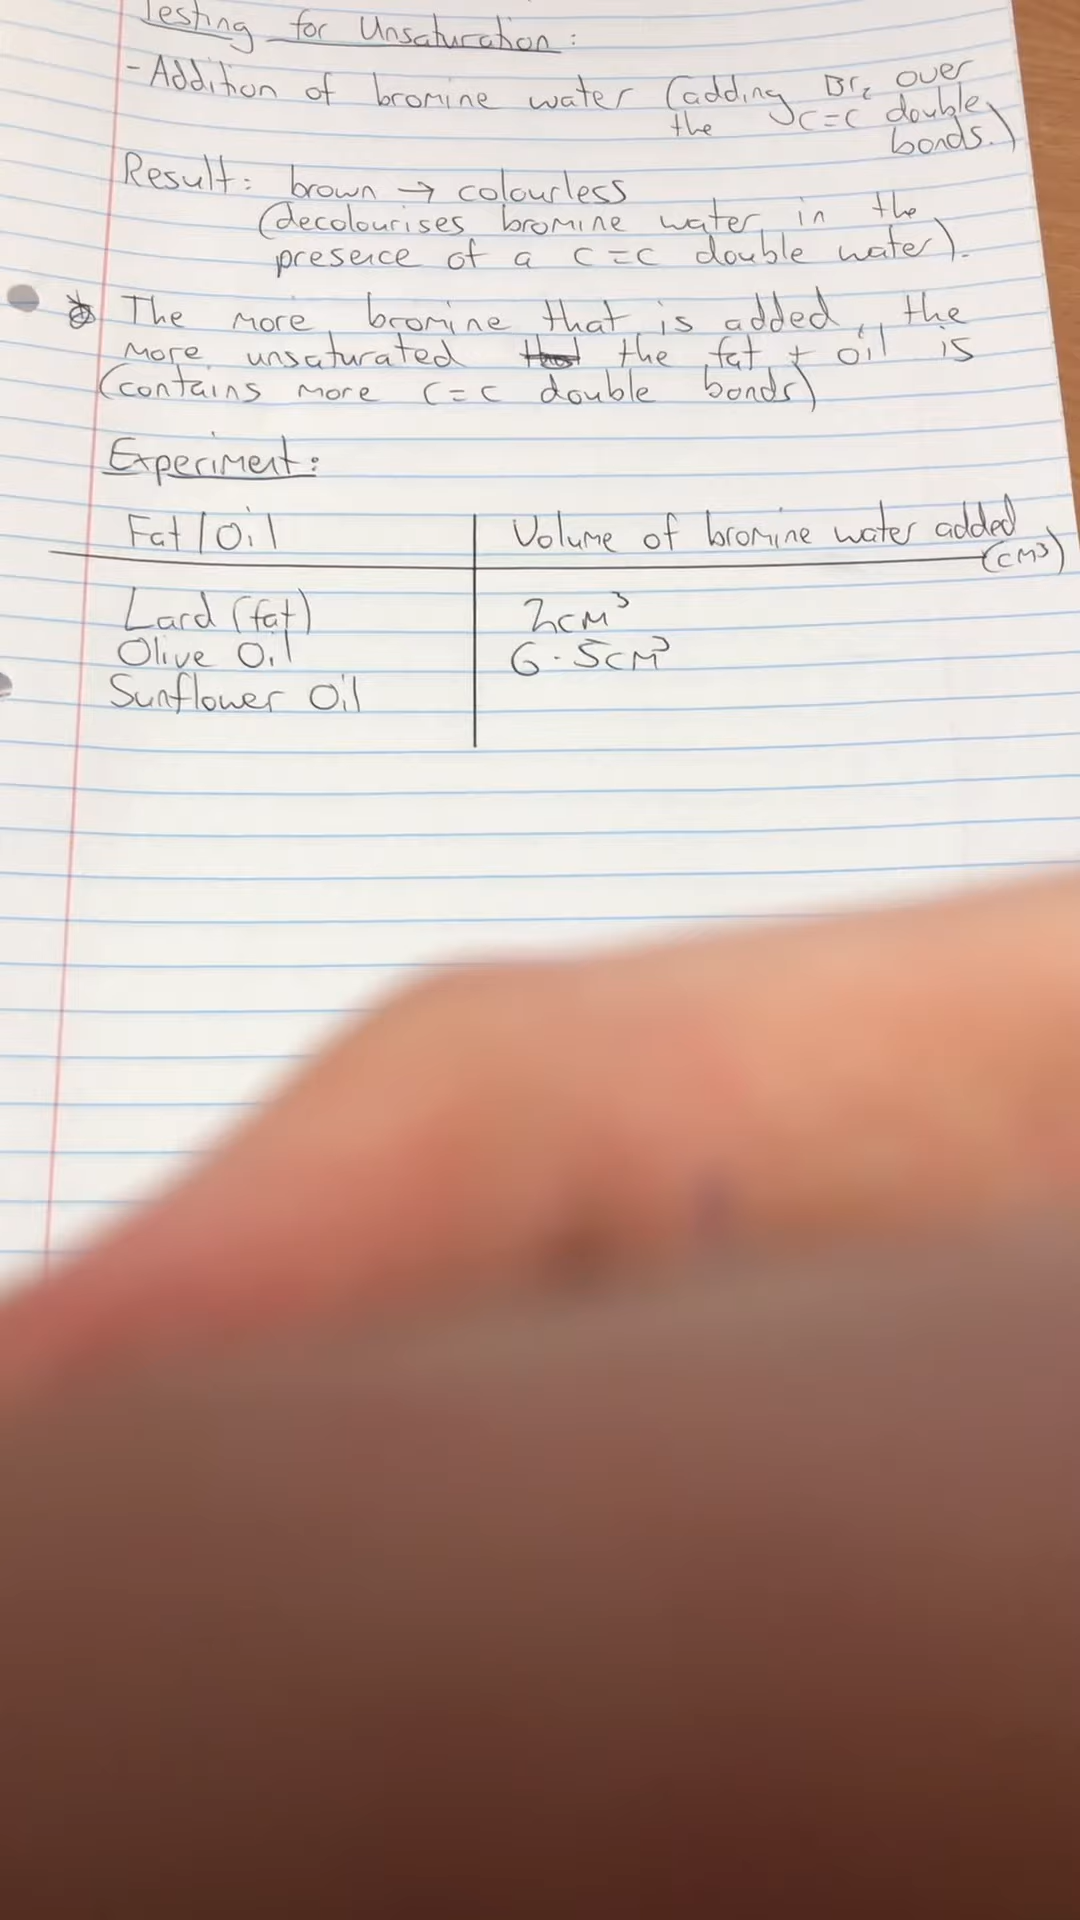 Testing for Unsaturation:
- Addition of bromine water (adding Br₂ over
the C=C double
bonds.)
Result: brown → colourless
(decolourises bromine water in the
presence of a C=C double water).
The more bromine that is added, the
more unsaturated the fat + oil is
(contains more C=C double bonds)
Experiment:
Fat/Oil Volume of bromine water added
(cm³)
Lard (fat) 2cm³
Olive Oil 6.5cm³
Sunflower Oil